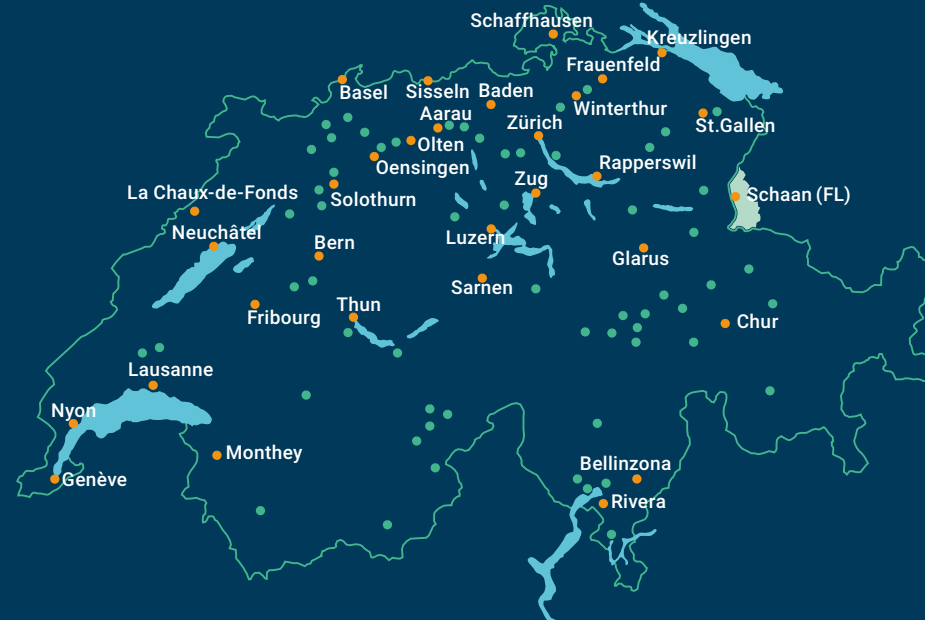 Schaffhausen
Kreuzlingen
Frauenfeld
Basel
Sisseln
Baden
Winterthur
Aarau
Zürich
St.Gallen
Olten
Oensingen
Rapperswil
Zug
La Chaux-de-Fonds
Solothurn
Schaan (FL)
Neuchâtel
Bern
Luzern
Glarus
Sarnen
Thun
Fribourg
Chur
Lausanne
Nyon
Monthey
Bellinzona
Genève
Rivera